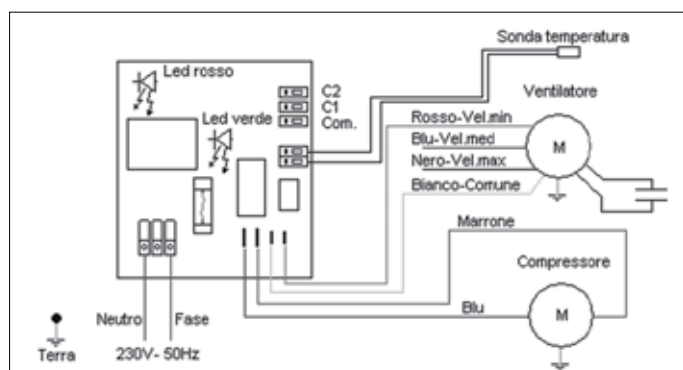 Sonda temperatura
Led rosso
C2
C1
Com.
Led verde
Ventilatore
Rosso-Vel.min
Blu-Vel.med
Nero-Vel.max
Bianco-Comune
M
Marrone
Compressore
Blu
M
Neutro
Fase
Terra
230V- 50Hz